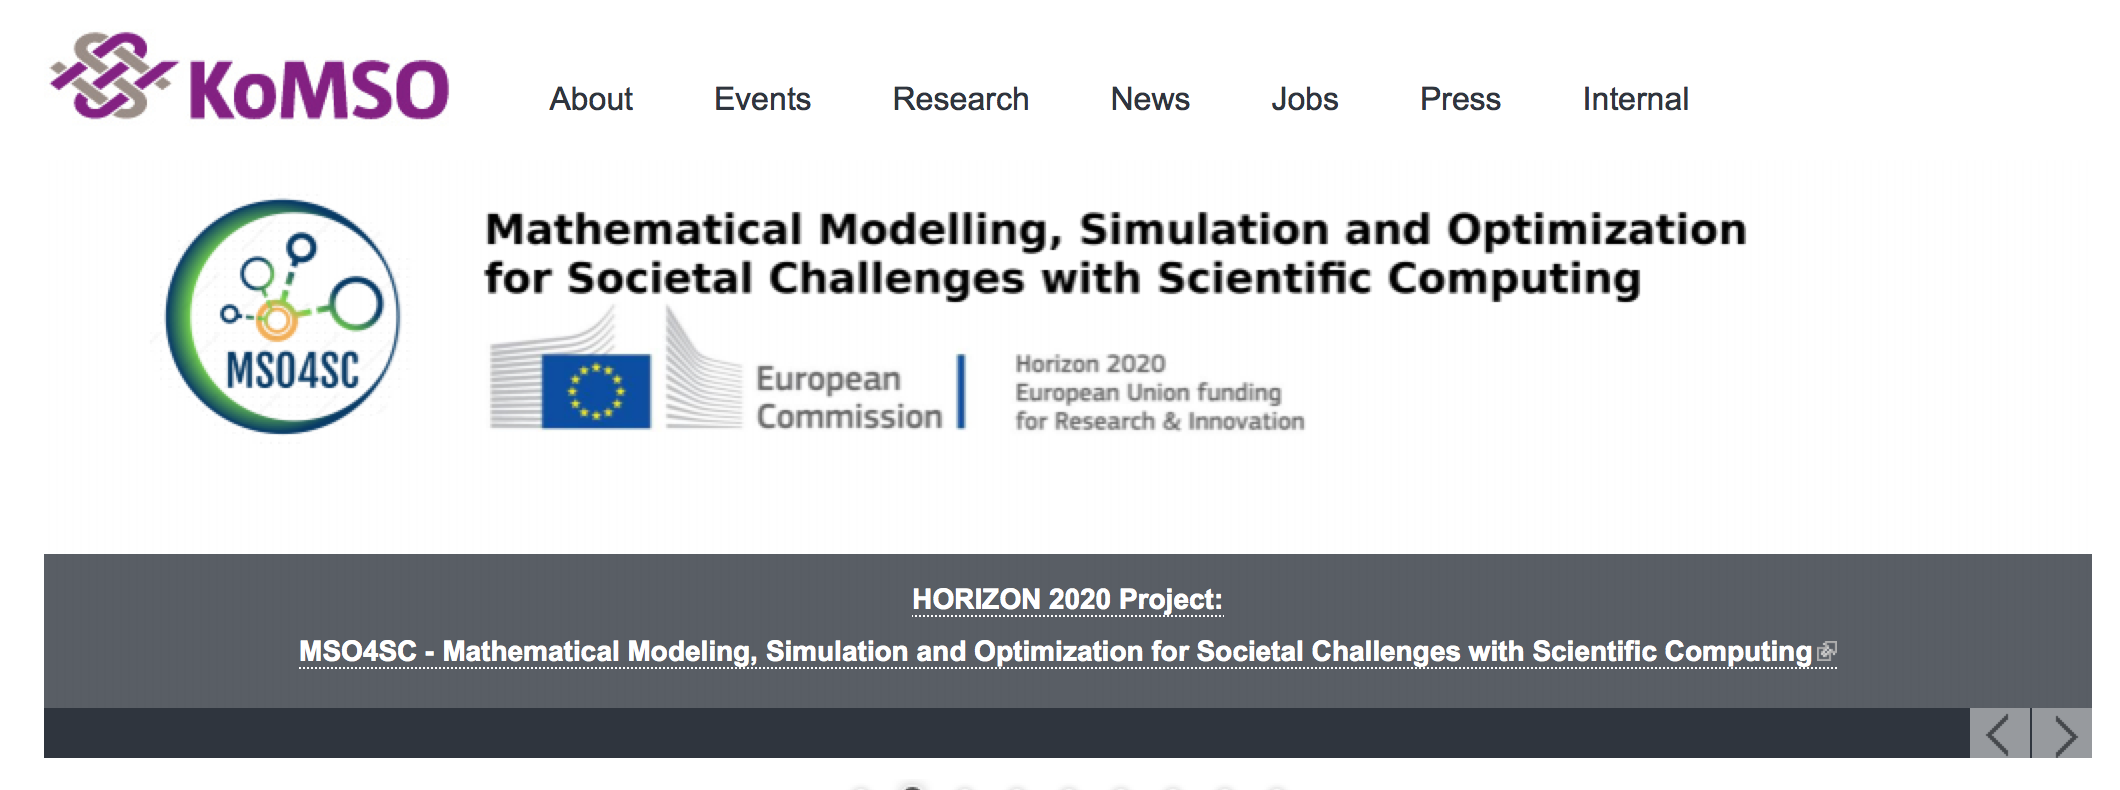 KoMSO
About Events Research News Jobs Press Internal
Mathematical Modelling, Simulation and Optimization
for Societal Challenges with Scientific Computing
MSO4SC
European
Commission
Horizon 2020
European Union funding
for Research & Innovation
HORIZON 2020 Project:
MSO4SC - Mathematical Modeling, Simulation and Optimization for Societal Challenges with Scientific Computing